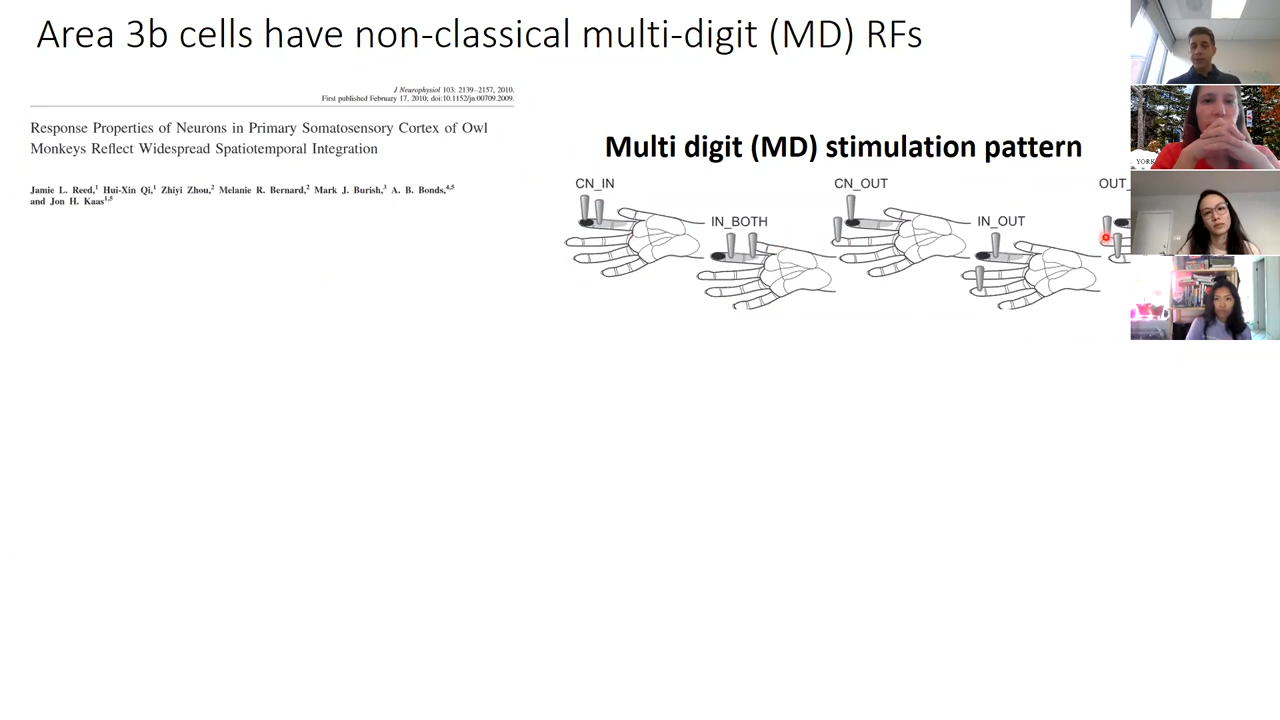 Area 3b cells have non-classical multi-digit (MD) RFs
J Neurophysiol 103: 2139–2157, 2010.
First published February 17, 2010; doi:10.1152/jn.00709.2009.
Response Properties of Neurons in Primary Somatosensory Cortex of Owl
Monkeys Reflect Widespread Spatiotemporal Integration
Jamie L. Reed,1 Hui-Xin Qi,1 Zhiyi Zhou,2 Melanie R. Bernard,2 Mark J. Burish,3 A. B. Bonds,4,5
and Jon H. Kaas1,5
Multi digit (MD) stimulation pattern
CN_IN
IN_BOTH
CN_OUT
IN_OUT
OUT_
YORK